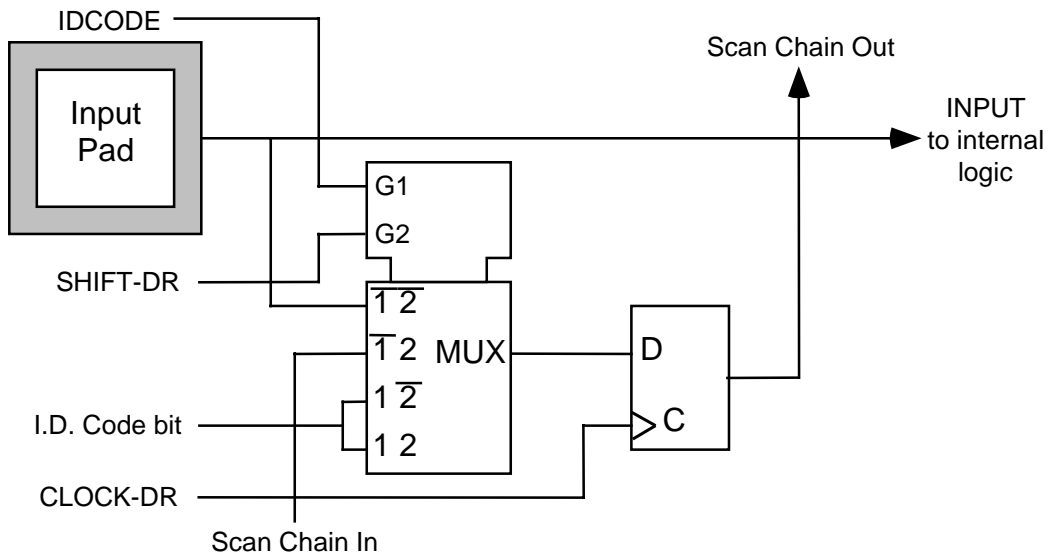 IDCODE
Input
Pad
Scan Chain Out
INPUT
to internal
logic
G1
G2
SHIFT-DR
1̅ 2̅
1̅ 2
MUX
1 2̅
1 2
I.D. Code bit
D
C
CLOCK-DR
Scan Chain In